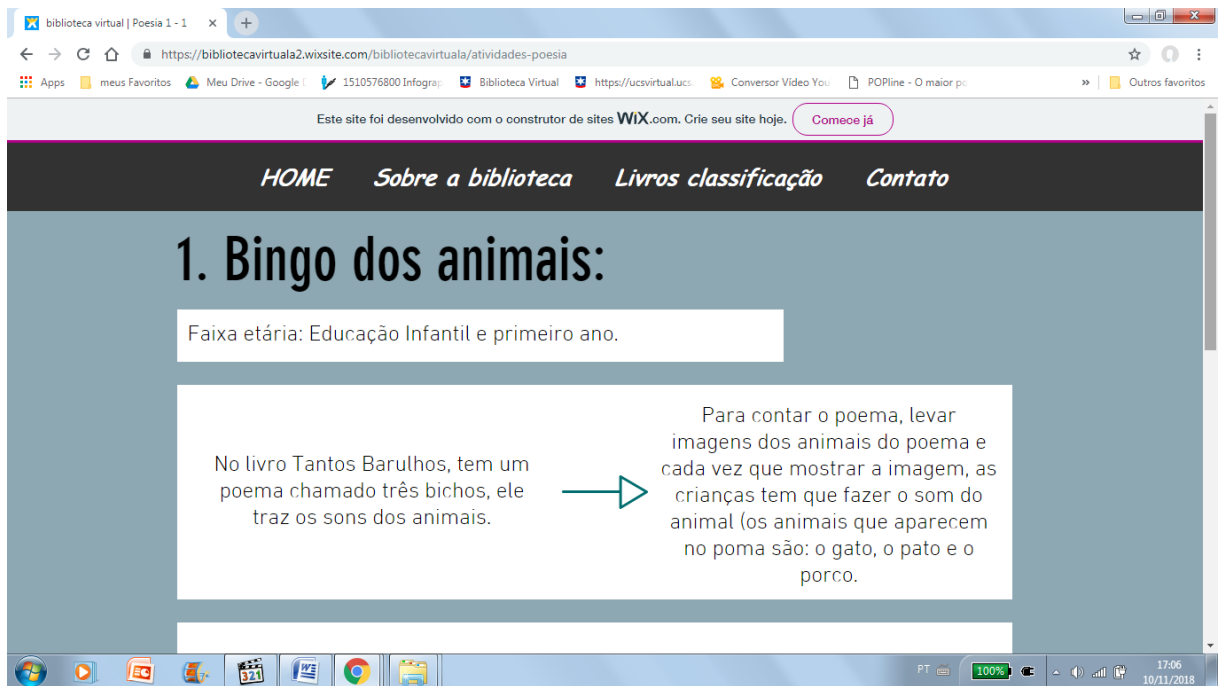 biblioteca virtual | Poesia 1 - 1
https://bibliotecavirtuala2.wixsite.com/bibliotecavirtuala/atividades-poesia
Apps meus Favoritos Meu Drive - Google 1510576800 Infograp Biblioteca Virtual https://ucsvirtual.ucs. Conversor Vídeo You POPline - O maior po » Outros favoritos
Este site foi desenvolvido com o construtor de sites WiX.com. Crie seu site hoje. Comece já
HOME Sobre a biblioteca Livros classificação Contato
1. Bingo dos animais:
Faixa etária: Educação Infantil e primeiro ano.
No livro Tantos Barulhos, tem um
poema chamado três bichos, ele
traz os sons dos animais.
Para contar o poema, levar
imagens dos animais do poema e
cada vez que mostrar a imagem, as
crianças tem que fazer o som do
animal (os animais que aparecem
no poma são: o gato, o pato e o
porco.
321
PT 100% 17:06
10/11/2018